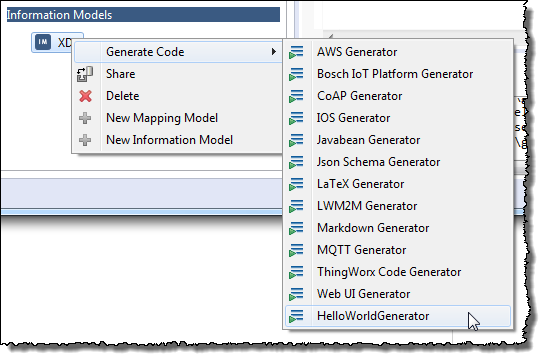 Information Models
IM XD
Generate Code
Share
Delete
New Mapping Model
New Information Model
AWS Generator
Bosch IoT Platform Generator
CoAP Generator
IOS Generator
Javabean Generator
Json Schema Generator
LaTeX Generator
LWM2M Generator
Markdown Generator
MQTT Generator
ThingWorx Code Generator
Web UI Generator
HelloWorldGenerator